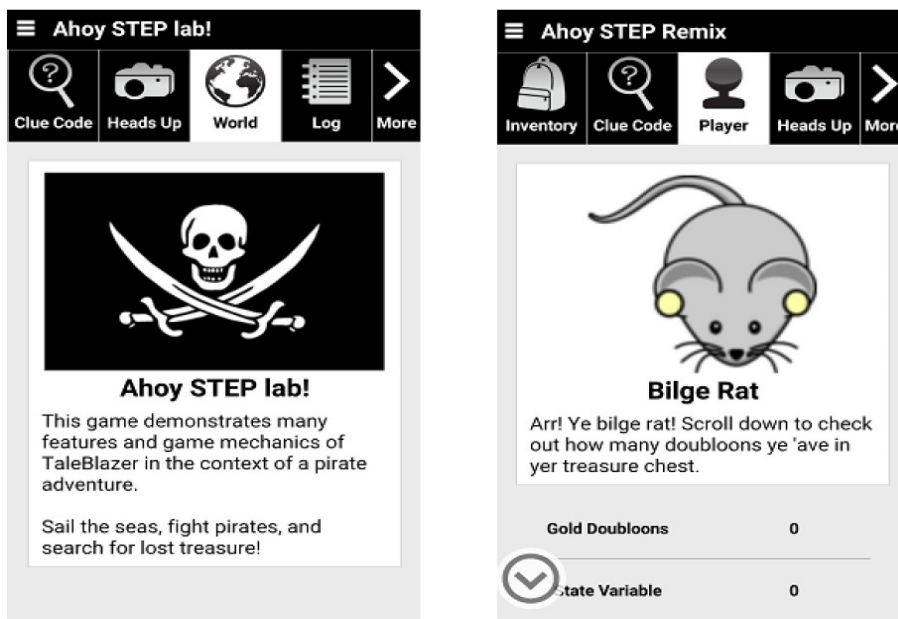 Ahoy STEP lab!
Clue Code Heads Up World Log More
Ahoy STEP lab!
This game demonstrates many
features and game mechanics of
TaleBlazer in the context of a pirate
adventure.
Sail the seas, fight pirates, and
search for lost treasure!
Ahoy STEP Remix
Inventory Clue Code Player Heads Up More
Bilge Rat
Arr! Ye bilge rat! Scroll down to check
out how many doubloons ye 'ave in
yer treasure chest.
Gold Doubloons 0
State Variable 0